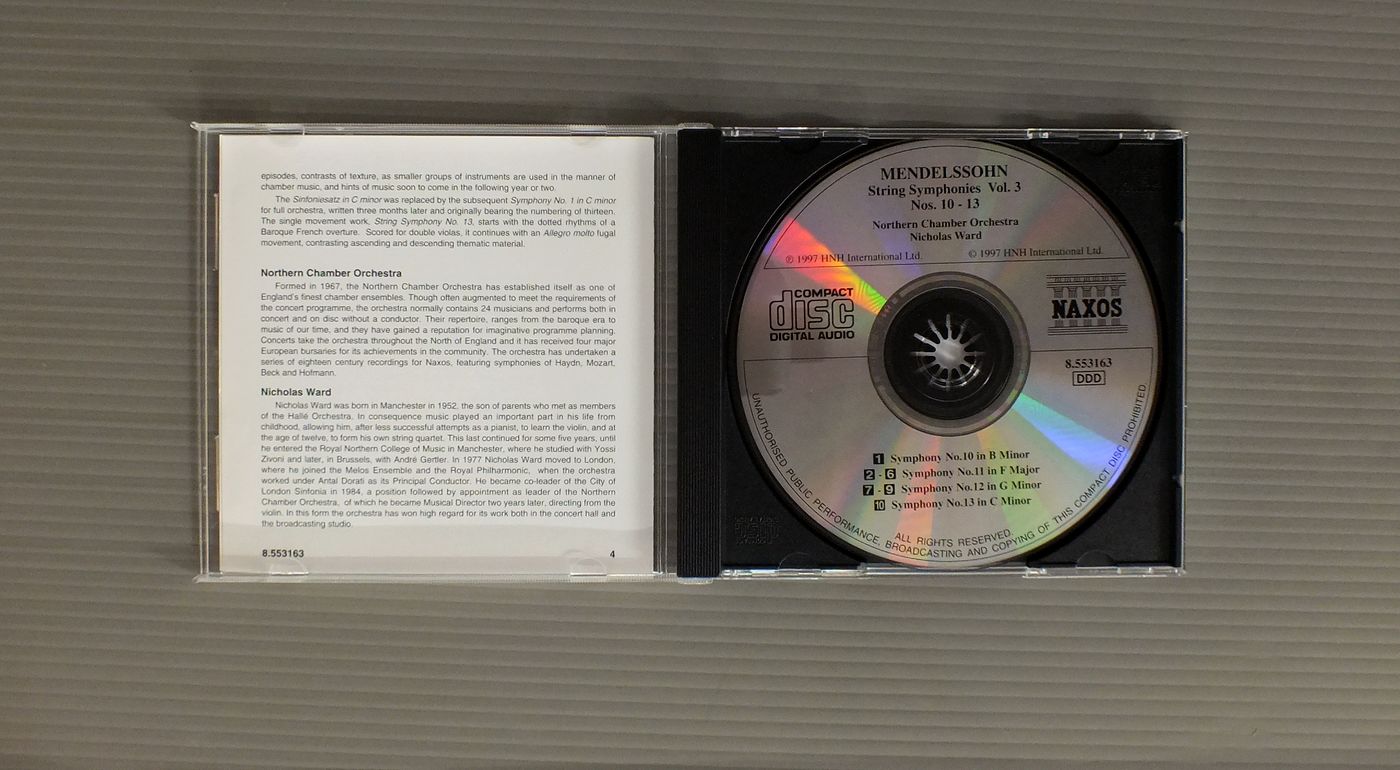 episodes, contrasts of texture, as smaller groups of instruments are used in the manner of
chamber music, and hints of music soon to come in the following year or two.
The Sinfoniesatz in C minor was replaced by the subsequent Symphony No. 1 in C minor
for full orchestra, written three months later and originally bearing the numbering of thirteen.
The single movement work, String Symphony No. 13, starts with the dotted rhythms of a
Baroque French overture. Scored for double violas, it continues with an Allegro molto fugal
movement, contrasting ascending and descending thematic material.
Northern Chamber Orchestra
Formed in 1967, the Northern Chamber Orchestra has established itself as one of
England's finest chamber ensembles. Though often augmented to meet the requirements of
the concert programme, the orchestra normally contains 24 musicians and performs both in
concert and on disc without a conductor. Their repertoire, ranges from the baroque era to
music of our time, and they have gained a reputation for imaginative programme planning.
Concerts take the orchestra throughout the North of England and it has received four major
European bursaries for its achievements in the community. The orchestra has undertaken a
series of eighteen century recordings for Naxos, featuring symphonies of Haydn, Mozart,
Beck and Hofmann.
Nicholas Ward
Nicholas Ward was born in Manchester in 1952, the son of parents who met as members
of the Hallé Orchestra. In consequence music played an important part in his life from
childhood, allowing him, after less successful attempts as a pianist, to learn the violin, and at
the age of twelve, to form his own string quartet. This last continued for some five years, until
he entered the Royal Northern College of Music in Manchester, where he studied with Yossi
Zivoni and later, in Brussels, with André Gertler. In 1977 Nicholas Ward moved to London,
where he joined the Melos Ensemble and the Royal Philharmonic, when the orchestra
worked under Antal Dorati as its Principal Conductor. He became co-leader of the City of
London Sinfonia in 1984, a position followed by appointment as leader of the Northern
Chamber Orchestra, of which he became Musical Director two years later, directing from the
violin. In this form the orchestra has won high regard for its work both in the concert hall and
the broadcasting studio.
8.553163 4
MENDELSSOHN
String Symphonies Vol. 3
Nos. 10 - 13
Northern Chamber Orchestra
Nicholas Ward
℗ 1997 HNH International Ltd. © 1997 HNH International Ltd.
COMPACT
disc
DIGITAL AUDIO
NAXOS
8.553163
DDD
1 Symphony No.10 in B Minor
2 - 6 Symphony No.11 in F Major
7 - 9 Symphony No.12 in G Minor
10 Symphony No.13 in C Minor
ALL RIGHTS RESERVED.
UNAUTHORISED PUBLIC PERFORMANCE, BROADCASTING AND COPYING OF THIS COMPACT DISC PROHIBITED.